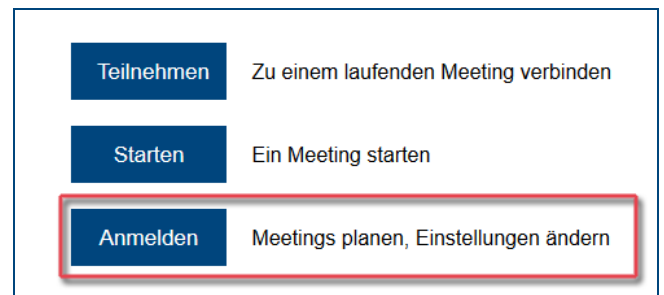 Teilnehmen Zu einem laufenden Meeting verbinden
Starten Ein Meeting starten
Anmelden Meetings planen, Einstellungen ändern